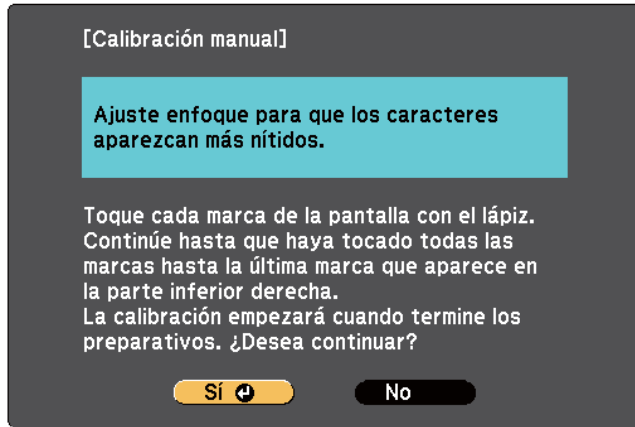 [Calibración manual]
Ajuste enfoque para que los caracteres
aparezcan más nítidos.
Toque cada marca de la pantalla con el lápiz.
Continúe hasta que haya tocado todas las
marcas hasta la última marca que aparece en
la parte inferior derecha.
La calibración empezará cuando termine los
preparativos. ¿Desea continuar?
Sí No